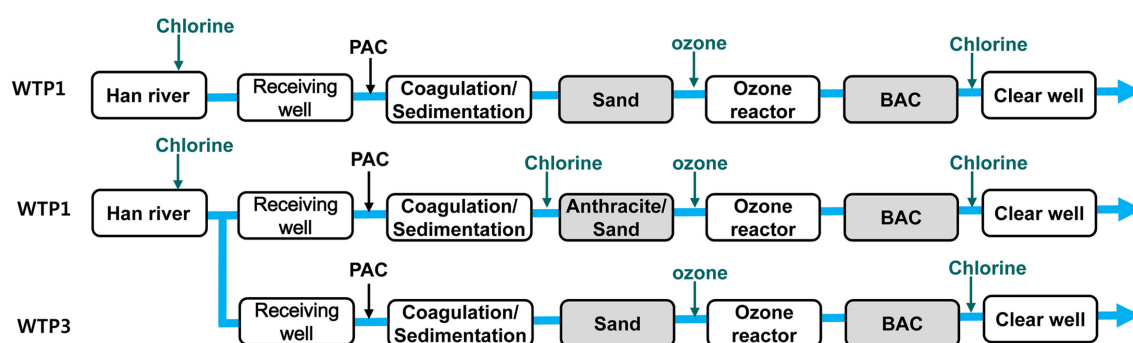 Chlorine
PAC
ozone
Chlorine
WTP1
Han river
Receiving
well
Coagulation/
Sedimentation
Sand
Ozone
reactor
BAC
Clear well
Chlorine
PAC
Chlorine
ozone
Chlorine
WTP1
Han river
Receiving
well
Coagulation/
Sedimentation
Anthracite/
Sand
Ozone
reactor
BAC
Clear well
PAC
ozone
Chlorine
WTP3
Receiving
well
Coagulation/
Sedimentation
Sand
Ozone
reactor
BAC
Clear well